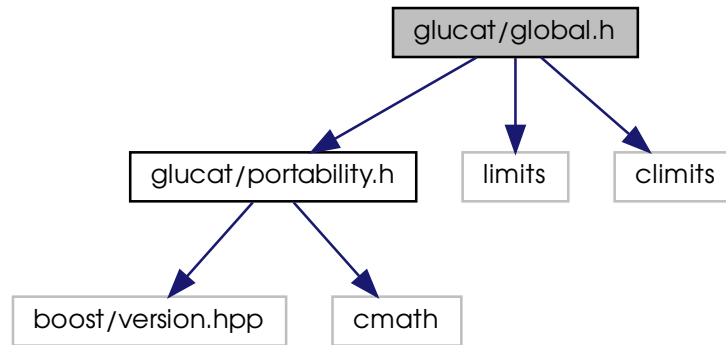 glucat/global.h
glucat/portability.h
limits
climits
boost/version.hpp
cmath